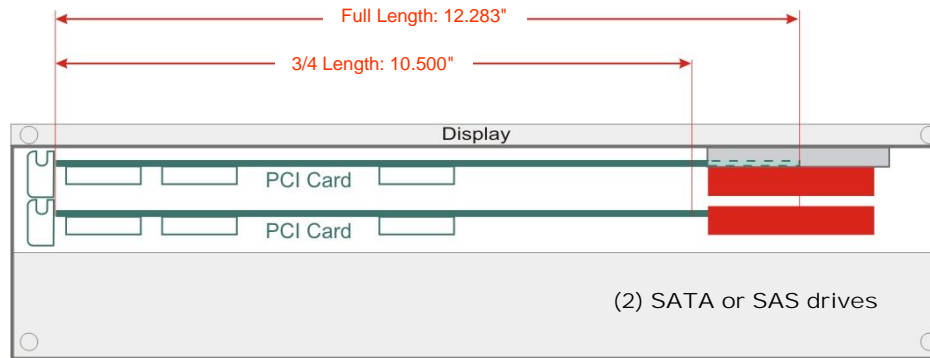 Full Length: 12.283"
3/4 Length: 10.500"
Display
PCI Card
PCI Card
(2) SATA or SAS drives